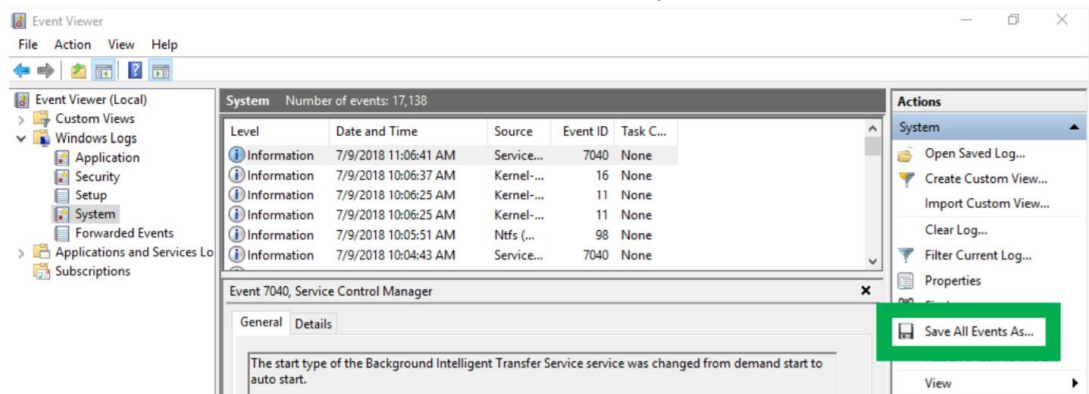 Event Viewer
File Action View Help
Event Viewer (Local)
Custom Views
Windows Logs
Application
Security
Setup
System
Forwarded Events
Applications and Services Lo
Subscriptions
System Number of events: 17,138
Level Date and Time Source Event ID Task C...
Information 7/9/2018 11:06:41 AM Service... 7040 None
Information 7/9/2018 10:06:37 AM Kernel-... 16 None
Information 7/9/2018 10:06:25 AM Kernel-... 11 None
Information 7/9/2018 10:06:25 AM Kernel-... 11 None
Information 7/9/2018 10:05:51 AM Ntfs (... 98 None
Information 7/9/2018 10:04:43 AM Service... 7040 None
Event 7040, Service Control Manager
General Details
The start type of the Background Intelligent Transfer Service service was changed from demand start to
auto start.
Actions
System
Open Saved Log...
Create Custom View...
Import Custom View...
Clear Log...
Filter Current Log...
Properties
Save All Events As...
View